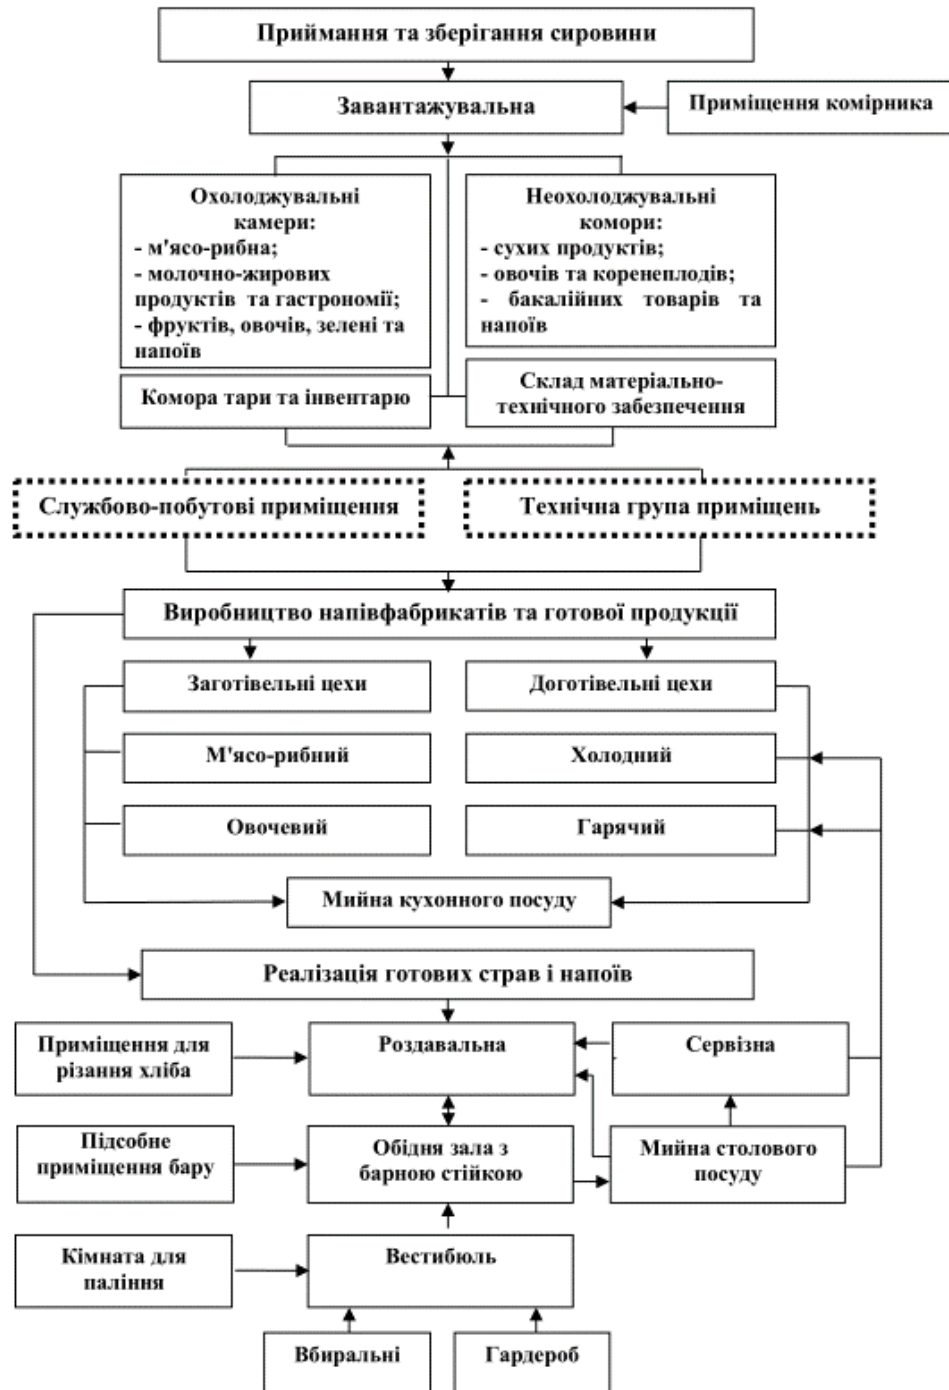 Приймання та зберігання сировини
Завантажувальна
Приміщення комірника
Охолоджувальні
камери:
- м'ясо-рибна;
- молочно-жирових
продуктів та гастрономії;
- фруктів, овочів, зелені та
напоїв
Неохолоджувальні
комори:
- сухих продуктів;
- овочів та коренеплодів;
- бакалійних товарів та
напоїв
Комора тари та інвентарю
Склад матеріально-
технічного забезпечення
Службово-побутові приміщення
Технічна група приміщень
Виробництво напівфабрикатів та готової продукції
Заготівельні цехи
Доготівельні цехи
М'ясо-рибний
Холодний
Овочевий
Гарячий
Мийна кухонного посуду
Реалізація готових страв і напоїв
Приміщення для
різання хліба
Роздавальна
Сервізна
Підсобне
приміщення бару
Обідня зала з
барною стійкою
Мийна столового
посуду
Кімната для
паління
Вестибюль
Вбиральні
Гардероб